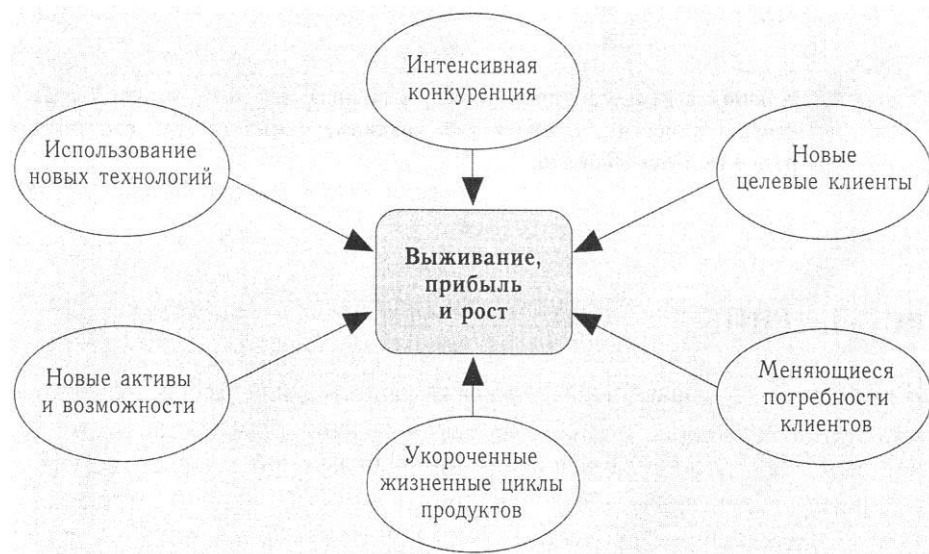 Интенсивная
конкуренция
Использование
новых технологий
Новые
целевые клиенты
Выживание,
прибыль
и рост
Новые активы
и возможности
Меняющиеся
потребности
клиентов
Укороченные
жизненные циклы
продуктов